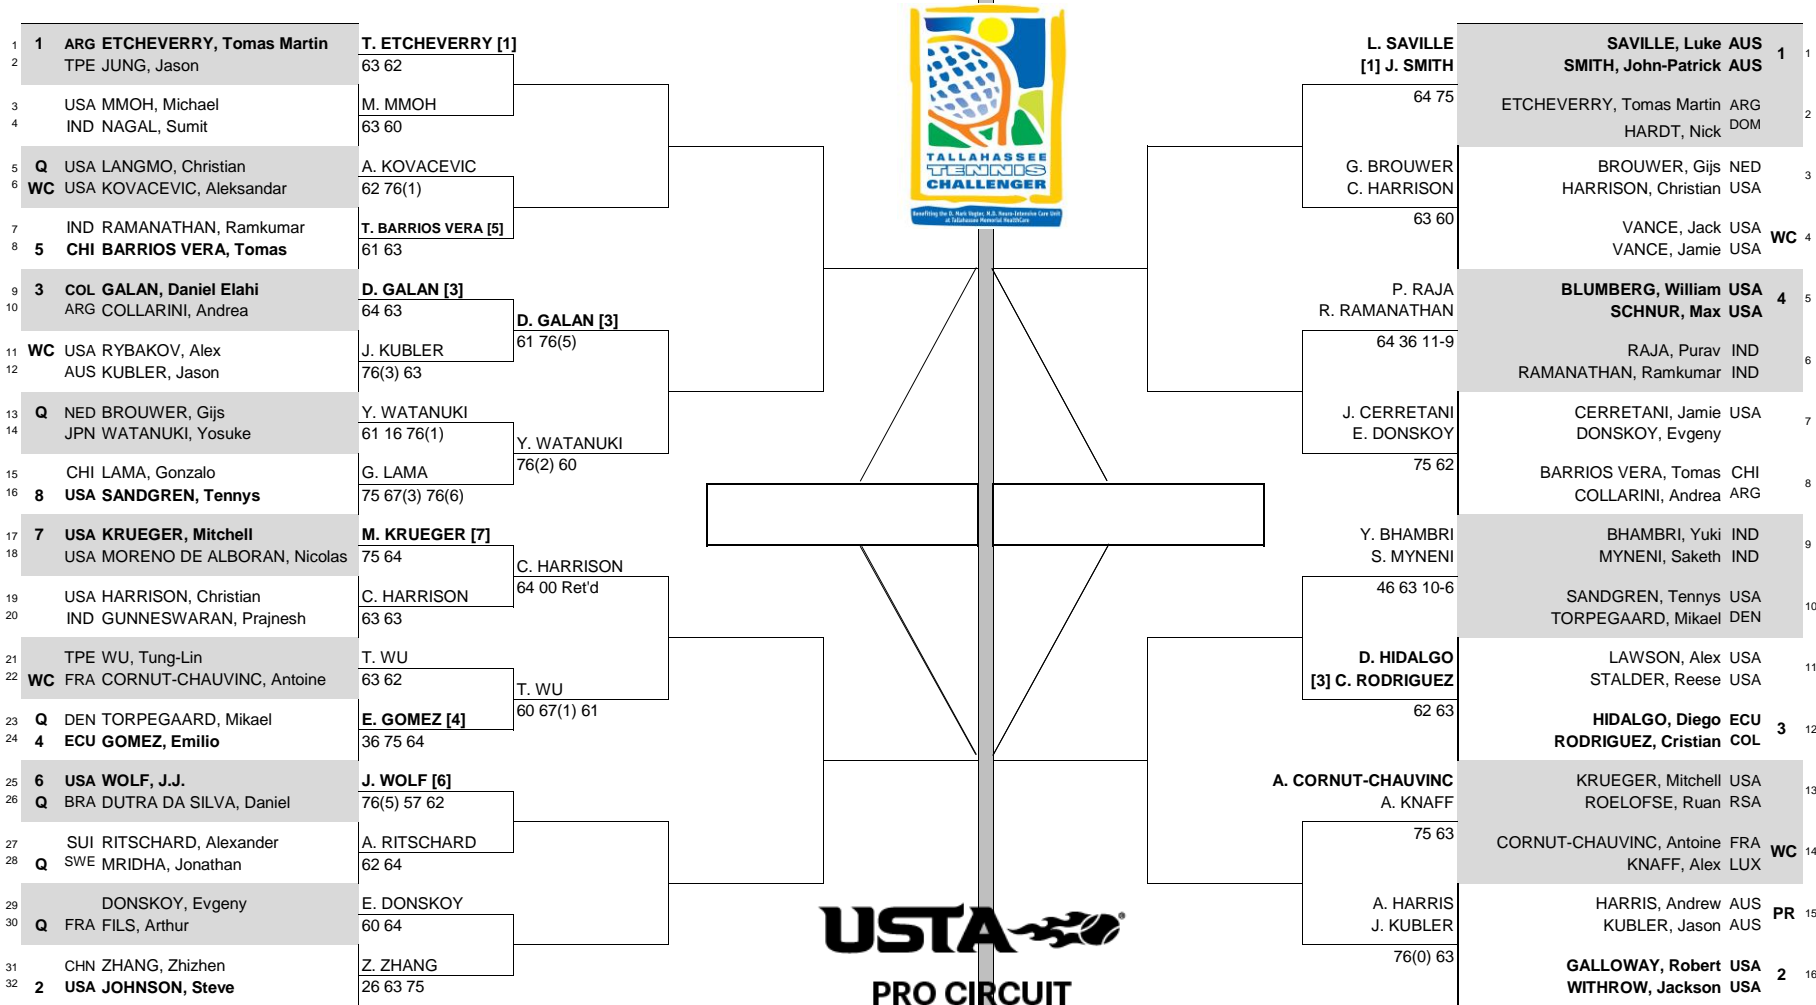 1 1 ARG ETCHEVERRY, Tomas Martin
2 TPE JUNG, Jason
3 USA MMOH, Michael
4 IND NAGAL, Sumit
5 Q USA LANGMO, Christian
6 WC USA KOVACEVIC, Aleksandar
7 IND RAMANATHAN, Ramkumar
8 5 CHI BARRIOS VERA, Tomas
9 3 COL GALAN, Daniel Elahi
10 ARG COLLARINI, Andrea
11 WC USA RYBAKOV, Alex
12 AUS KUBLER, Jason
13 Q NED BROUWER, Gijs
14 JPN WATANUKI, Yosuke
15 CHI LAMA, Gonzalo
16 8 USA SANDGREN, Tennys
17 7 USA KRUEGER, Mitchell
18 USA MORENO DE ALBORAN, Nicolas
19 USA HARRISON, Christian
20 IND GUNNESWARAN, Prajnesh
21 TPE WU, Tung-Lin
22 WC FRA CORNUT-CHAUVINC, Antoine
23 Q DEN TORPEGAARD, Mikael
24 4 ECU GOMEZ, Emilio
25 6 USA WOLF, J.J.
26 Q BRA DUTRA DA SILVA, Daniel
27 SUI RITSCHARD, Alexander
28 Q SWE MRIDHA, Jonathan
29 DONSKOY, Evgeny
30 Q FRA FILS, Arthur
31 CHN ZHANG, Zhizhen
32 2 USA JOHNSON, Steve
T. ETCHEVERRY [1]
63 62
M. MMOH
63 60
A. KOVACEVIC
62 76(1)
T. BARRIOS VERA [5]
61 63
D. GALAN [3]
64 63
J. KUBLER
76(3) 63
Y. WATANUKI
61 16 76(1)
G. LAMA
75 67(3) 76(6)
M. KRUEGER [7]
75 64
C. HARRISON
63 63
T. WU
63 62
E. GOMEZ [4]
36 75 64
J. WOLF [6]
76(5) 57 62
A. RITSCHARD
62 64
E. DONSKOY
60 64
Z. ZHANG
26 63 75
D. GALAN [3]
61 76(5)
Y. WATANUKI
76(2) 60
C. HARRISON
64 00 Ret'd
T. WU
60 67(1) 61
TALLAHASSEE
TENNIS
CHALLENGER
Benefiting the D. Mark Vogter, M.D. Neuro-Intensive Care Unit
at Tallahassee Memorial HealthCare
USTA
PRO CIRCUIT
L. SAVILLE
[1] J. SMITH
64 75
G. BROUWER
C. HARRISON
63 60
P. RAJA
R. RAMANATHAN
64 36 11-9
J. CERRETANI
E. DONSKOY
75 62
Y. BHAMBRI
S. MYNENI
46 63 10-6
D. HIDALGO
[3] C. RODRIGUEZ
62 63
A. CORNUT-CHAUVINC
A. KNAFF
75 63
A. HARRIS
J. KUBLER
76(0) 63
SAVILLE, Luke AUS 1 1
SMITH, John-Patrick AUS
ETCHEVERRY, Tomas Martin ARG 2
HARDT, Nick DOM
BROUWER, Gijs NED 3
HARRISON, Christian USA
VANCE, Jack USA WC 4
VANCE, Jamie USA
BLUMBERG, William USA 4 5
SCHNUR, Max USA
RAJA, Purav IND 6
RAMANATHAN, Ramkumar IND
CERRETANI, Jamie USA 7
DONSKOY, Evgeny
BARRIOS VERA, Tomas CHI 8
COLLARINI, Andrea ARG
BHAMBRI, Yuki IND 9
MYNENI, Saketh IND
SANDGREN, Tennys USA 10
TORPEGAARD, Mikael DEN
LAWSON, Alex USA 11
STALDER, Reese USA
HIDALGO, Diego ECU 3 12
RODRIGUEZ, Cristian COL
KRUEGER, Mitchell USA 13
ROELOFSE, Ruan RSA
CORNUT-CHAUVINC, Antoine FRA WC 14
KNAFF, Alex LUX
HARRIS, Andrew AUS PR 15
KUBLER, Jason AUS
GALLOWAY, Robert USA 2 16
WITHROW, Jackson USA